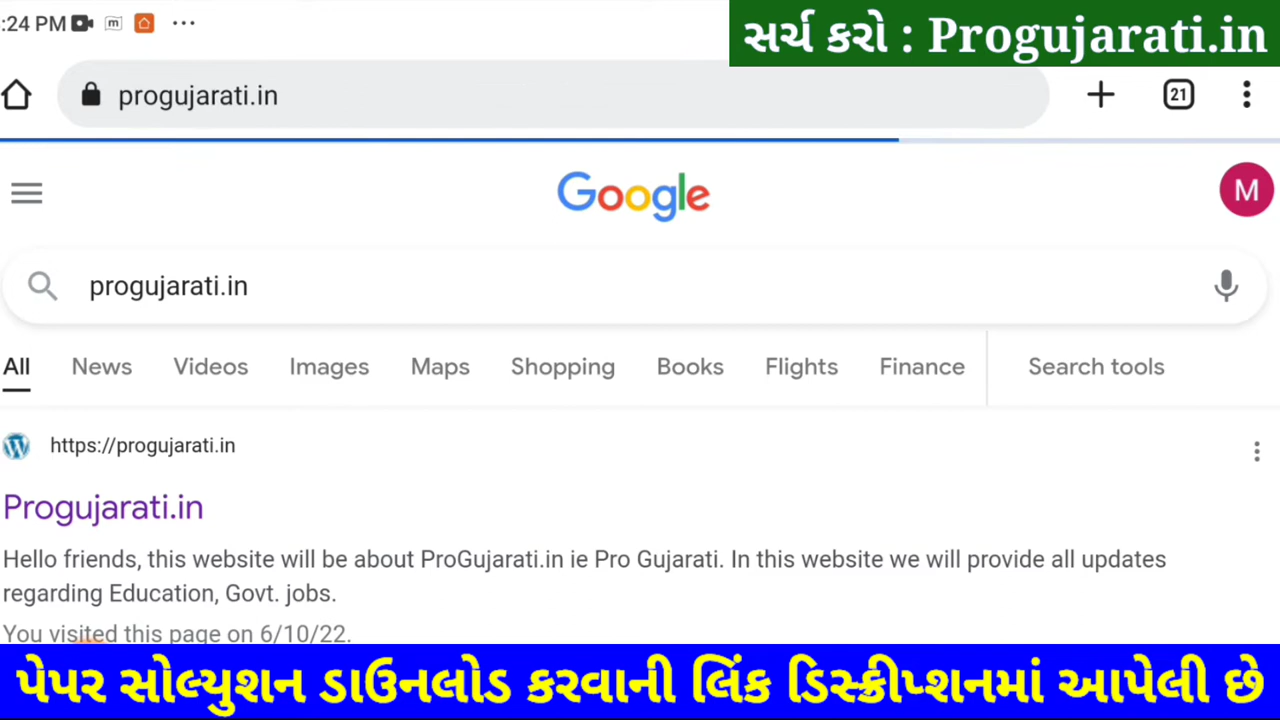 :24 PM m
સર્ચ કરો : Progujarati.in
progujarati.in 21
Google M
progujarati.in
All News Videos Images Maps Shopping Books Flights Finance Search tools
https://progujarati.in
Progujarati.in
Hello friends, this website will be about ProGujarati.in ie Pro Gujarati. In this website we will provide all updates
regarding Education, Govt. jobs.
You visited this page on 6/10/22.
પેપર સોલ્યુશન ડાઉનલોડ કરવાની લિંક ડિસ્ક્રીપ્શનમાં આપેલી છે